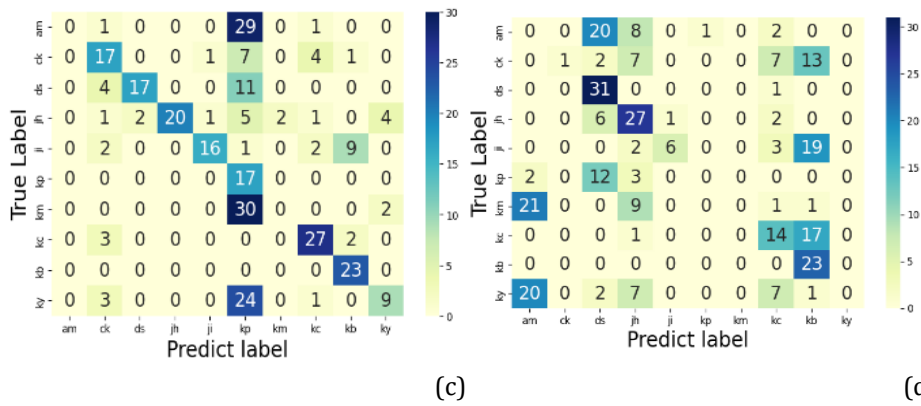 True Label
am 0 1 0 0 0 29 0 1 0 0
ck 0 17 0 0 1 7 0 4 1 0
ds 0 4 17 0 0 11 0 0 0 0
jh 0 1 2 20 1 5 2 1 0 4
ji 0 2 0 0 16 1 0 2 9 0
kp 0 0 0 0 0 17 0 0 0 0
km 0 0 0 0 0 30 0 0 0 2
kc 0 3 0 0 0 0 0 27 2 0
kb 0 0 0 0 0 0 0 0 23 0
ky 0 3 0 0 0 24 0 1 0 9
am ck ds jh ji kp km kc kb ky
Predict label
30
25
20
15
10
5
0
(c)
True Label
am 0 0 20 8 0 1 0 2 0 0
ck 0 1 2 7 0 0 0 7 13 0
ds 0 0 31 0 0 0 0 1 0 0
jh 0 0 6 27 1 0 0 2 0 0
ji 0 0 0 2 6 0 0 3 19 0
kp 2 0 12 3 0 0 0 0 0 0
km 21 0 0 9 0 0 0 1 1 0
kc 0 0 0 1 0 0 0 14 17 0
kb 0 0 0 0 0 0 0 0 23 0
ky 20 0 2 7 0 0 0 7 1 0
am ck ds jh ji kp km kc kb ky
Predict label
30
25
20
15
10
5
0